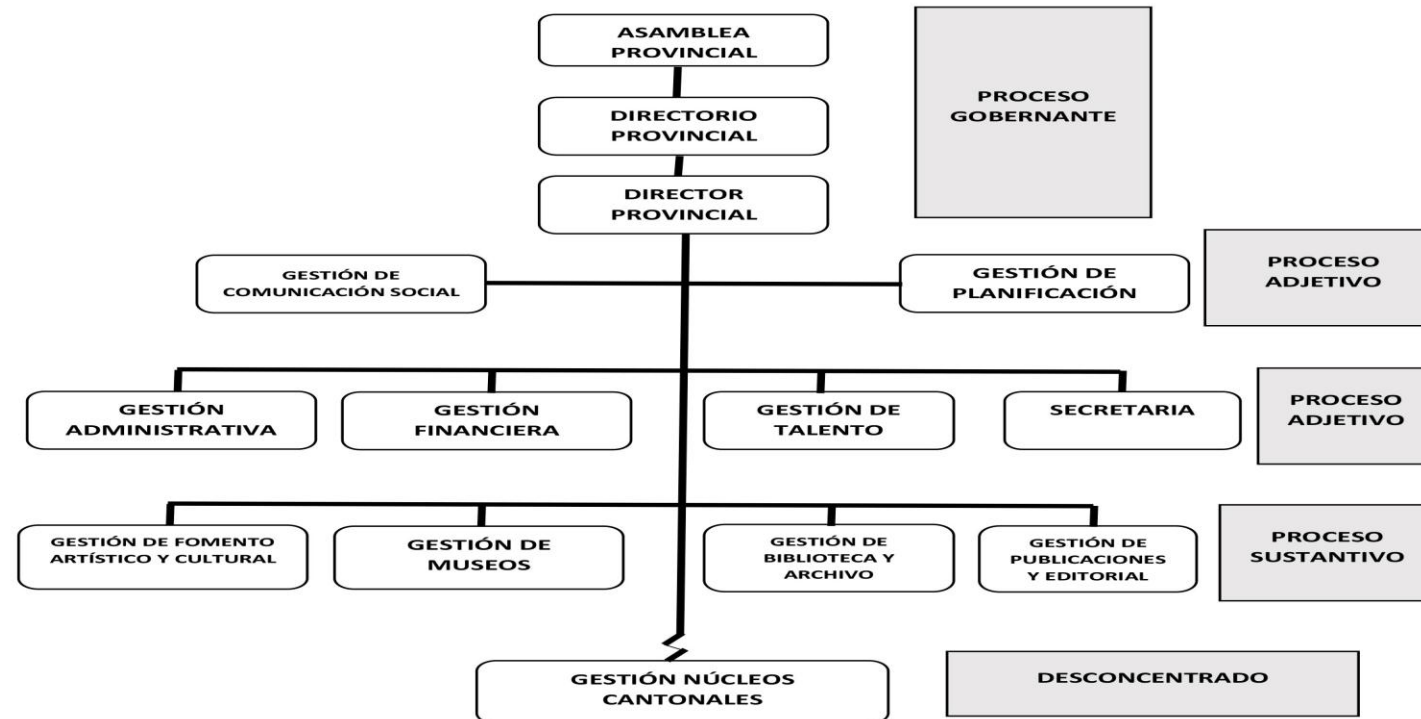 ASAMBLEA
PROVINCIAL
PROCESO
GOBERNANTE
DIRECTORIO
PROVINCIAL
DIRECTOR
PROVINCIAL
GESTIÓN DE
COMUNICACIÓN SOCIAL
GESTIÓN DE
PLANIFICACIÓN
PROCESO
ADJETIVO
GESTIÓN
ADMINISTRATIVA
GESTIÓN
FINANCIERA
GESTIÓN DE
TALENTO
SECRETARIA
PROCESO
ADJETIVO
GESTIÓN DE FOMENTO
ARTÍSTICO Y CULTURAL
GESTIÓN DE
MUSEOS
GESTIÓN DE
BIBLIOTECA Y
ARCHIVO
GESTIÓN DE
PUBLICACIONES
Y EDITORIAL
PROCESO
SUSTANTIVO
GESTIÓN NÚCLEOS
CANTONALES
DESCONCENTRADO